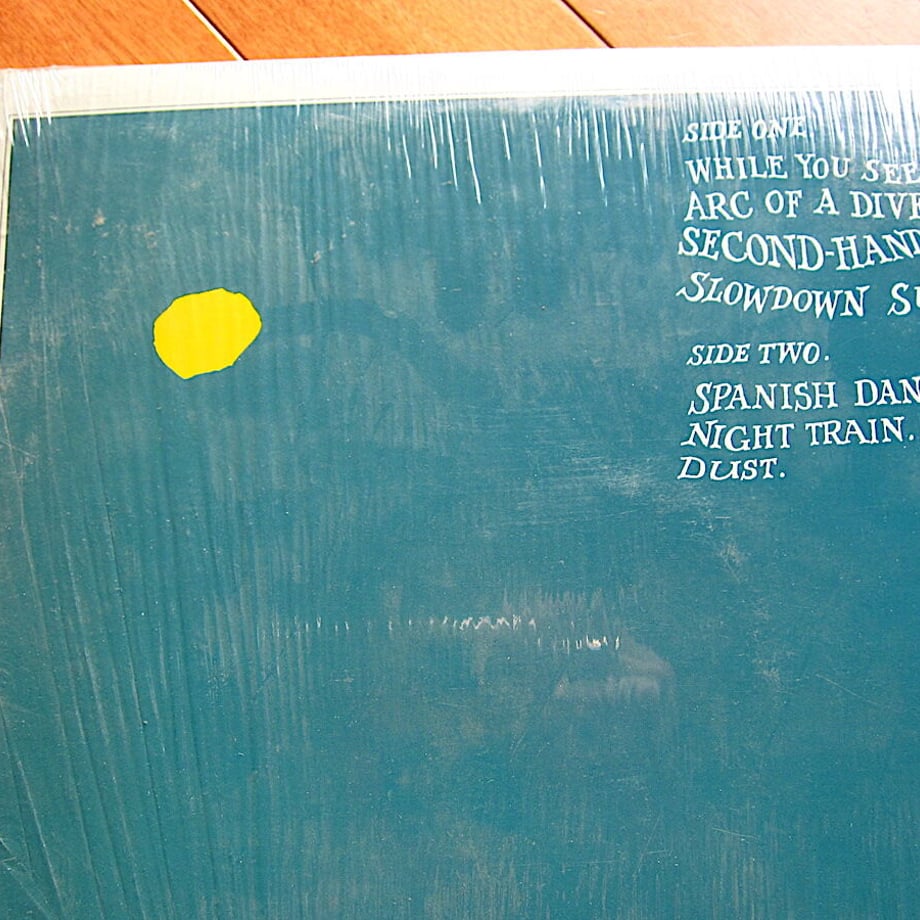 SIDE ONE.
WHILE YOU SEE
ARC OF A DIVE
SECOND-HAND
SLOWDOWN SU
SIDE TWO.
SPANISH DAN
NIGHT TRAIN.
DUST.